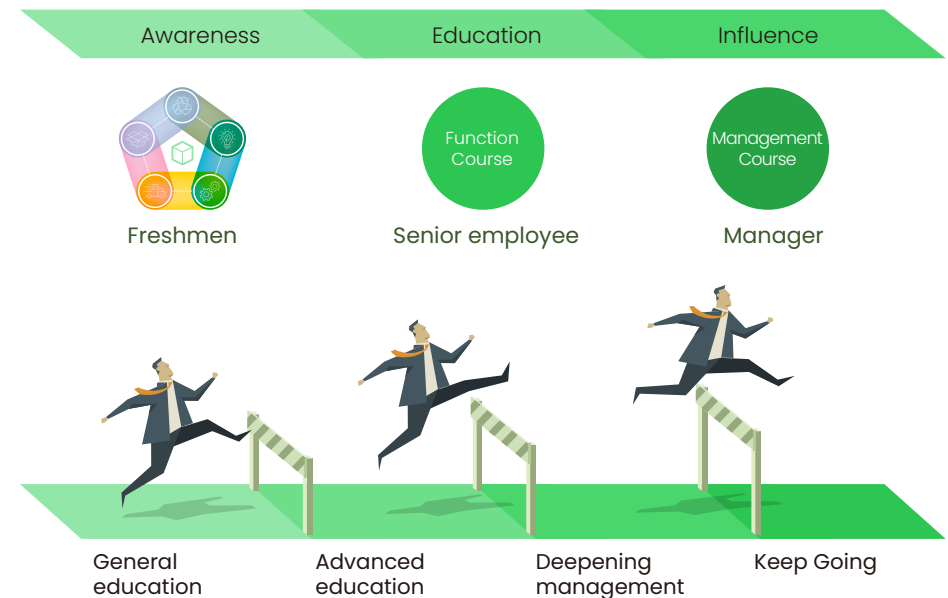 Awareness
Education
Influence
Function
Course
Management
Course
Freshmen
Senior employee
Manager
General
education
Advanced
education
Deepening
management
Keep Going